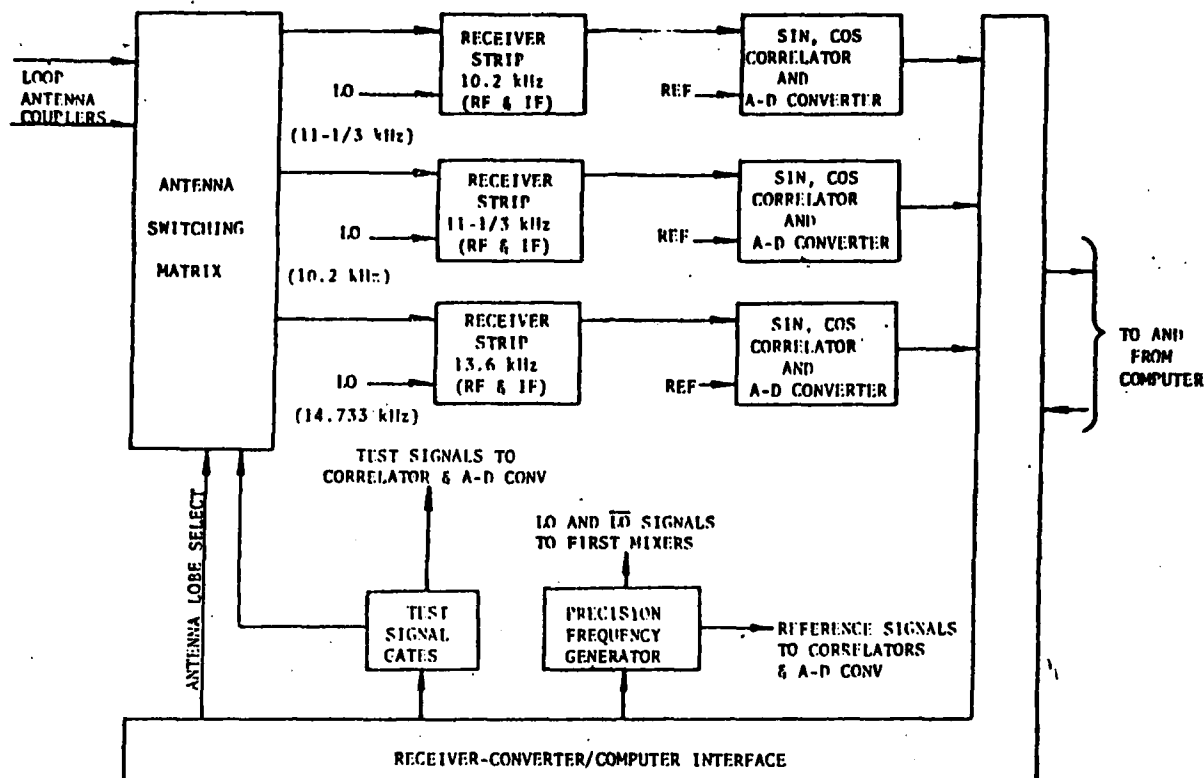 LOOP
ANTENNA
COUPLERS
ANTENNA
SWITCHING
MATRIX
RECEIVER
STRIP
10.2 kHz
(RF & IF)
LO
(11-1/3 kHz)
SIN, COS
CORRELATOR
AND
A-D CONVERTER
REF
RECEIVER
STRIP
11-1/3 kHz
(RF & IF)
LO
(10.2 kHz)
SIN, COS
CORRELATOR
AND
A-D CONVERTER
REF
RECEIVER
STRIP
13.6 kHz
(RF & IF)
LO
(14.733 kHz)
SIN, COS
CORRELATOR
AND
A-D CONVERTER
REF
TO AND
FROM
COMPUTER
TEST SIGNALS TO
CORRELATOR & A-D CONV
LO AND L̅O̅ SIGNALS
TO FIRST MIXERS
ANTENNA LOBE SELECT
TEST
SIGNAL
GATES
PRECISION
FREQUENCY
GENERATOR
REFERENCE SIGNALS
TO CORRELATORS
& A-D CONV
RECEIVER-CONVERTER/COMPUTER INTERFACE